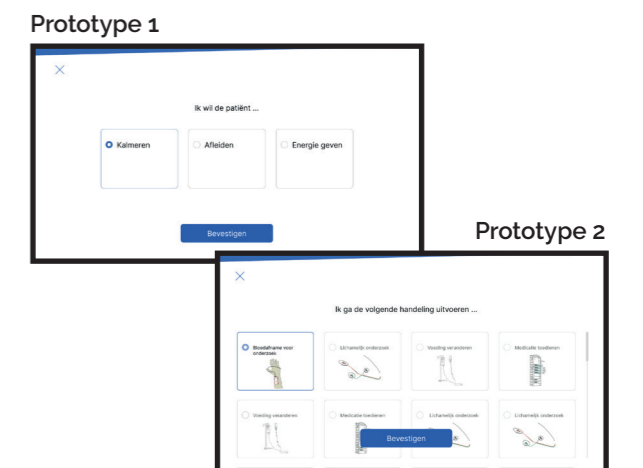 Prototype 1
Ik wil de patiënt ...
Kalmeren
Afleiden
Energie geven
Bevestigen
Prototype 2
Ik ga de volgende handeling uitvoeren ...
Bloedafname voor
onderzoek
Lichamelijk onderzoek
Voeding veranderen
Medicatie toedienen
Voeding veranderen
Medicatie toedienen
Lichamelijk onderzoek
Lichamelijk onderzoek
Bevestigen